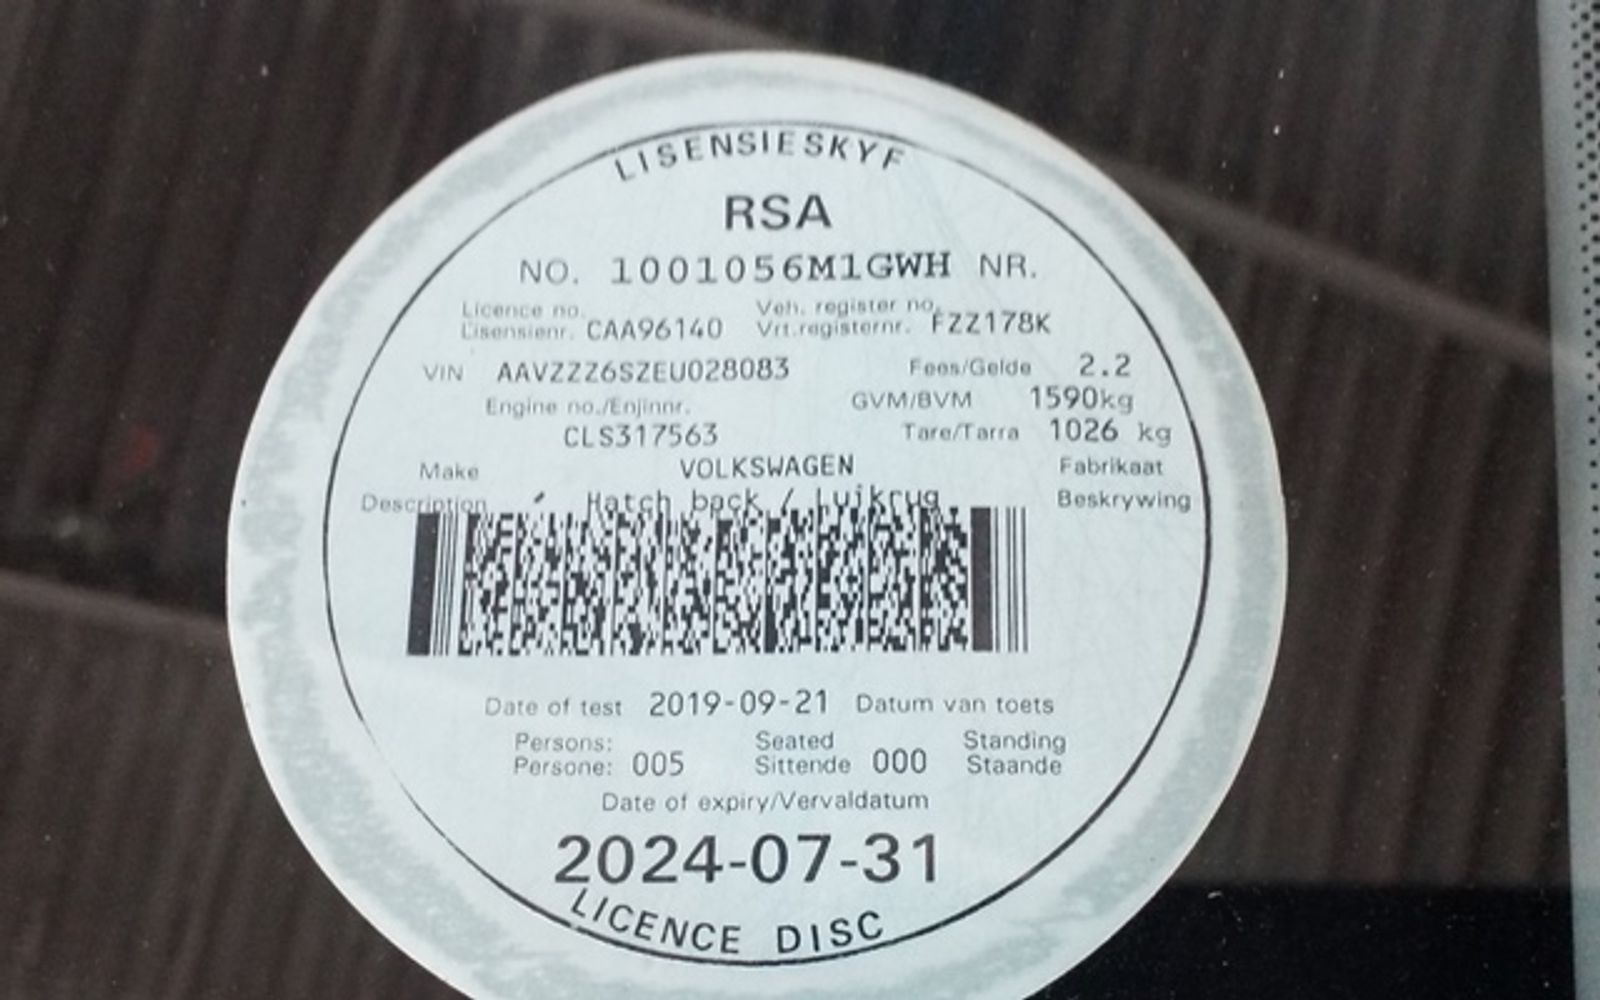 LISENSIESKYF
RSA
NO. 1001056M1GWH NR.
Licence no. Veh. register no.
Lisensienr. CAA96140 Vrt.registernr. FZZ178K
VIN AAVZZZ6SZEU028083 Fees/Gelde 2.2
Engine no./Enjinnr. GVM/BVM 1590kg
CLS317563 Tare/Tarra 1026 kg
Make VOLKSWAGEN Fabrikaat
Description Hatch back / Luikrug Beskrywing
Date of test 2019-09-21 Datum van toets
Persons: Seated Standing
Persone: 005 Sittende 000 Staande
Date of expiry/Vervaldatum
2024-07-31
LICENCE DISC